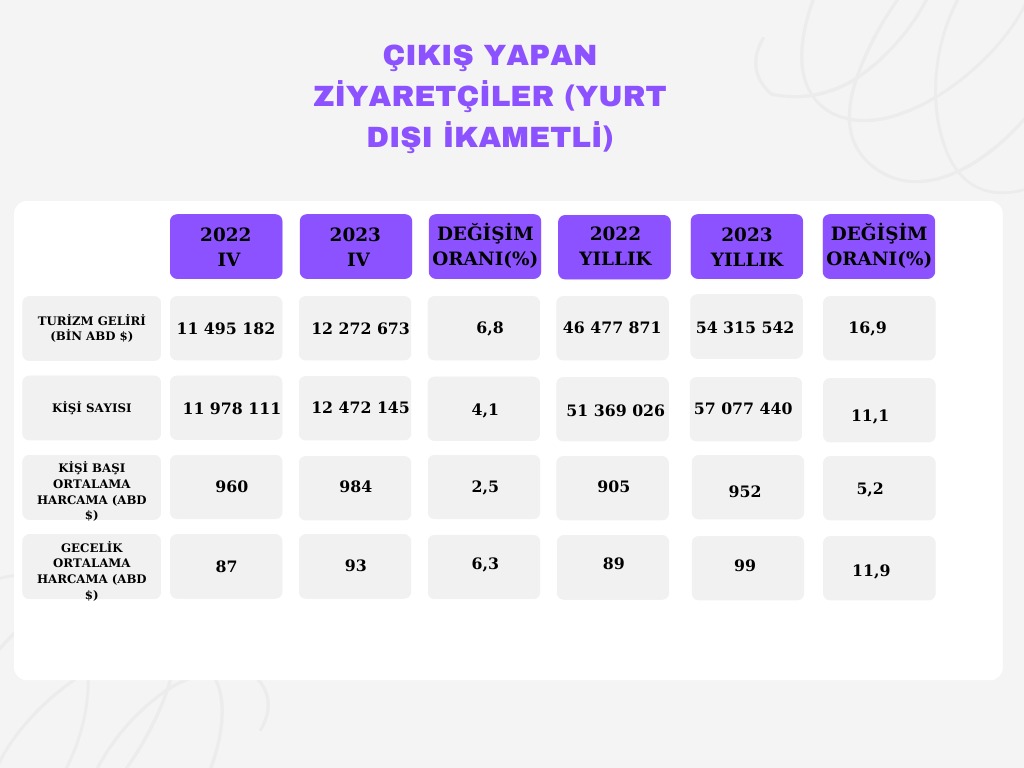 ÇIKIŞ YAPAN
ZİYARETÇİLER (YURT
DIŞI İKAMETLİ)
2022 IV
2023 IV
DEĞİŞİM ORANI(%)
2022 YILLIK
2023 YILLIK
DEĞİŞİM ORANI(%)
TURİZM GELİRİ (BİN ABD $) 11 495 182 12 272 673 6,8 46 477 871 54 315 542 16,9
KİŞİ SAYISI 11 978 111 12 472 145 4,1 51 369 026 57 077 440 11,1
KİŞİ BAŞI ORTALAMA HARCAMA (ABD $) 960 984 2,5 905 952 5,2
GECELİK ORTALAMA HARCAMA (ABD $) 87 93 6,3 89 99 11,9